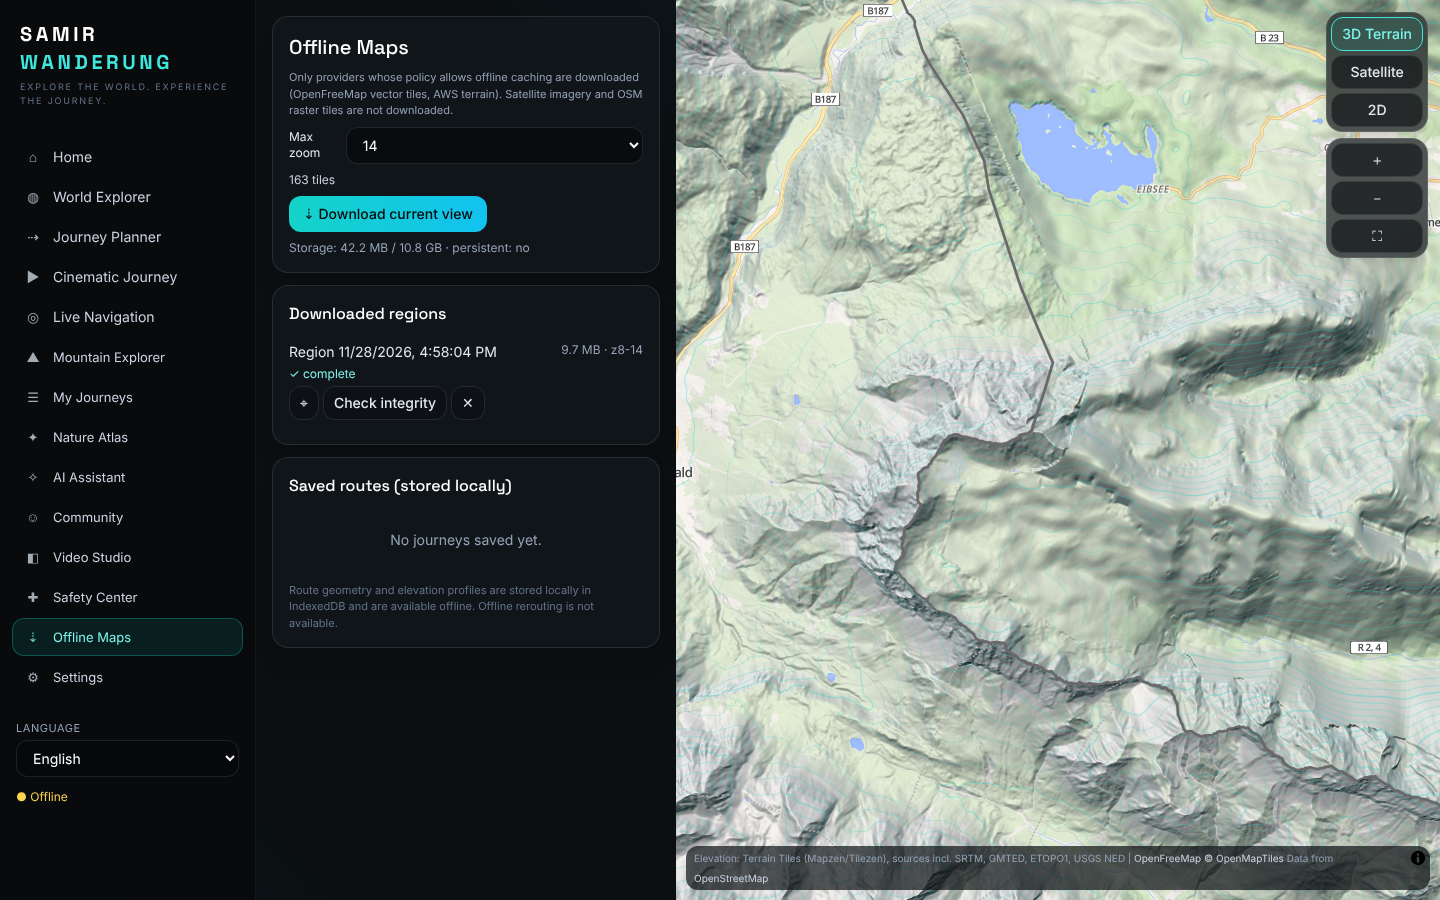 SAMIR
WANDERUNG
EXPLORE THE WORLD. EXPERIENCE
THE JOURNEY.
Home
World Explorer
Journey Planner
Cinematic Journey
Live Navigation
Mountain Explorer
My Journeys
Nature Atlas
AI Assistant
Community
Video Studio
Safety Center
Offline Maps
Settings
LANGUAGE
English
Offline
Offline Maps
Only providers whose policy allows offline caching are downloaded
(OpenFreeMap vector tiles, AWS terrain). Satellite imagery and OSM
raster tiles are not downloaded.
Max
zoom
14
163 tiles
↓ Download current view
Storage: 42.2 MB / 10.8 GB · persistent: no
Downloaded regions
Region 11/28/2026, 4:58:04 PM
9.7 MB · z8-14
✓ complete
Check integrity
✕
Saved routes (stored locally)
No journeys saved yet.
Route geometry and elevation profiles are stored locally in
IndexedDB and are available offline. Offline rerouting is not
available.
B187
B 23
B187
EIBSEE
B187
ald
R 2, 4
3D Terrain
Satellite
2D
+
−
me
Elevation: Terrain Tiles (Mapzen/Tilezen), sources incl. SRTM, GMTED, ETOPO1, USGS NED | OpenFreeMap © OpenMapTiles Data from
OpenStreetMap